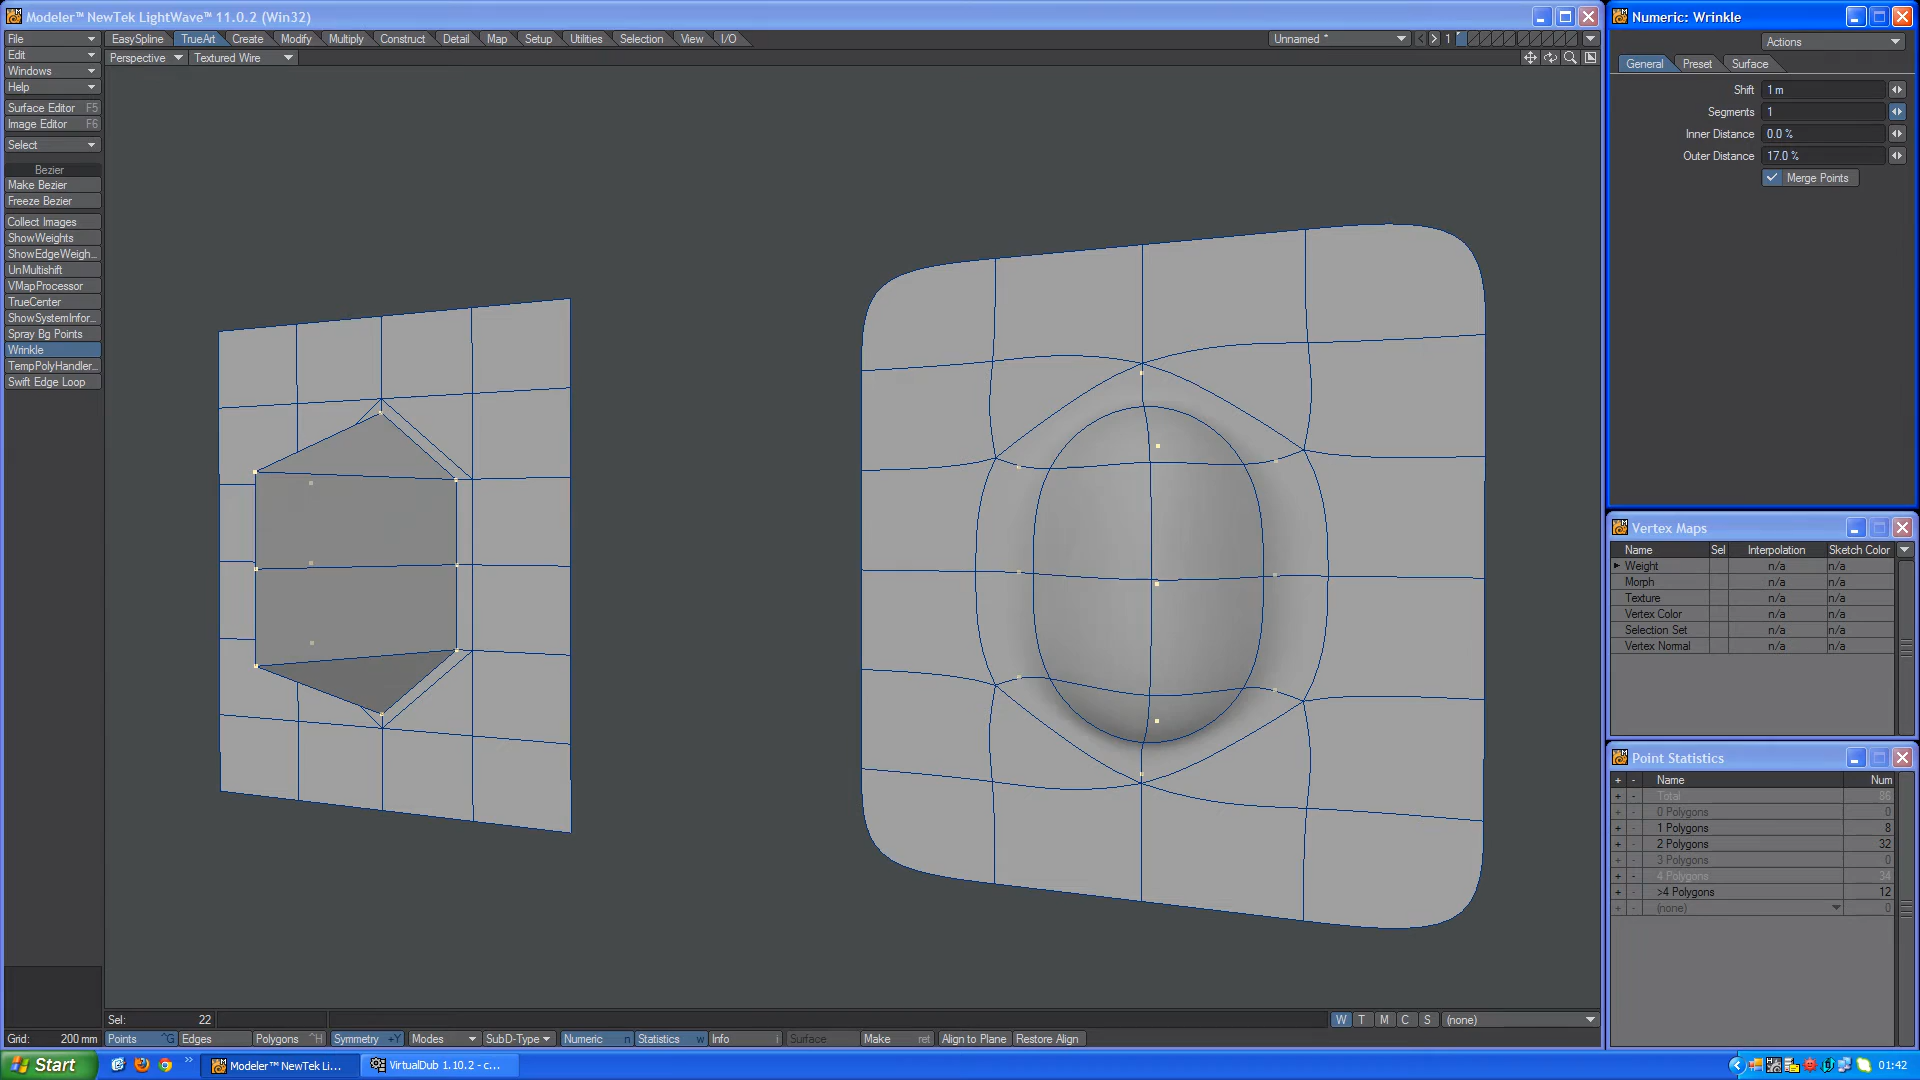 Modeler™ NewTek LightWave™ 11.0.2 (Win32)
Numeric: Wrinkle
File
EasySpline TrueArt Create Modify Multiply Construct Detail Map Setup Utilities Selection View I/O
Unnamed * 1
Edit
Windows
Help
Perspective Textured Wire
Surface Editor F5
Image Editor F6
Select
Bezier
Make Bezier
Freeze Bezier
Collect Images
ShowWeights
ShowEdgeWeigh...
UnMultishift
VMapProcessor
TrueCenter
ShowSystemInfor...
Spray Bg Points
Wrinkle
TempPolyHandler...
Swift Edge Loop
Actions
General Preset Surface
Shift 1 m
Segments 1
Inner Distance 0.0 %
Outer Distance 17.0 %
Merge Points
Vertex Maps
Name Sel Interpolation Sketch Color
Weight n/a n/a
Morph n/a n/a
Texture n/a n/a
Vertex Color n/a n/a
Selection Set n/a n/a
Vertex Normal n/a n/a
Point Statistics
+ - Name Num
+ - Total 86
+ - 0 Polygons 0
+ - 1 Polygons 8
+ - 2 Polygons 32
+ - 3 Polygons 0
+ - 4 Polygons 34
+ - >4 Polygons 12
+ - (none) 0
Sel: 22
W T M C S (none)
Grid: 200 mm
Points ^G Edges Polygons ^H Symmetry +Y Modes SubD-Type Numeric n Statistics w Info i Surface Make ret Align to Plane Restore Align
Start
Modeler™ NewTek Li...
VirtualDub 1.10.2 - c...
01:42